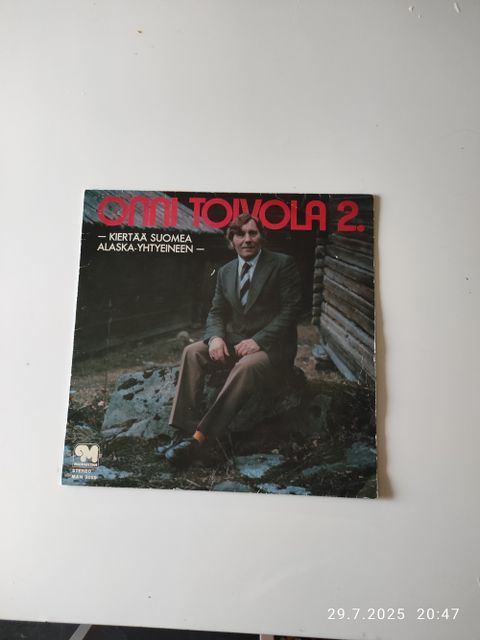 ONNI TOIVOLA 2.
— KIERTÄÄ SUOMEA
ALASKA-YHTYEINEEN —
M
STEREO
29.7.2025 20:47